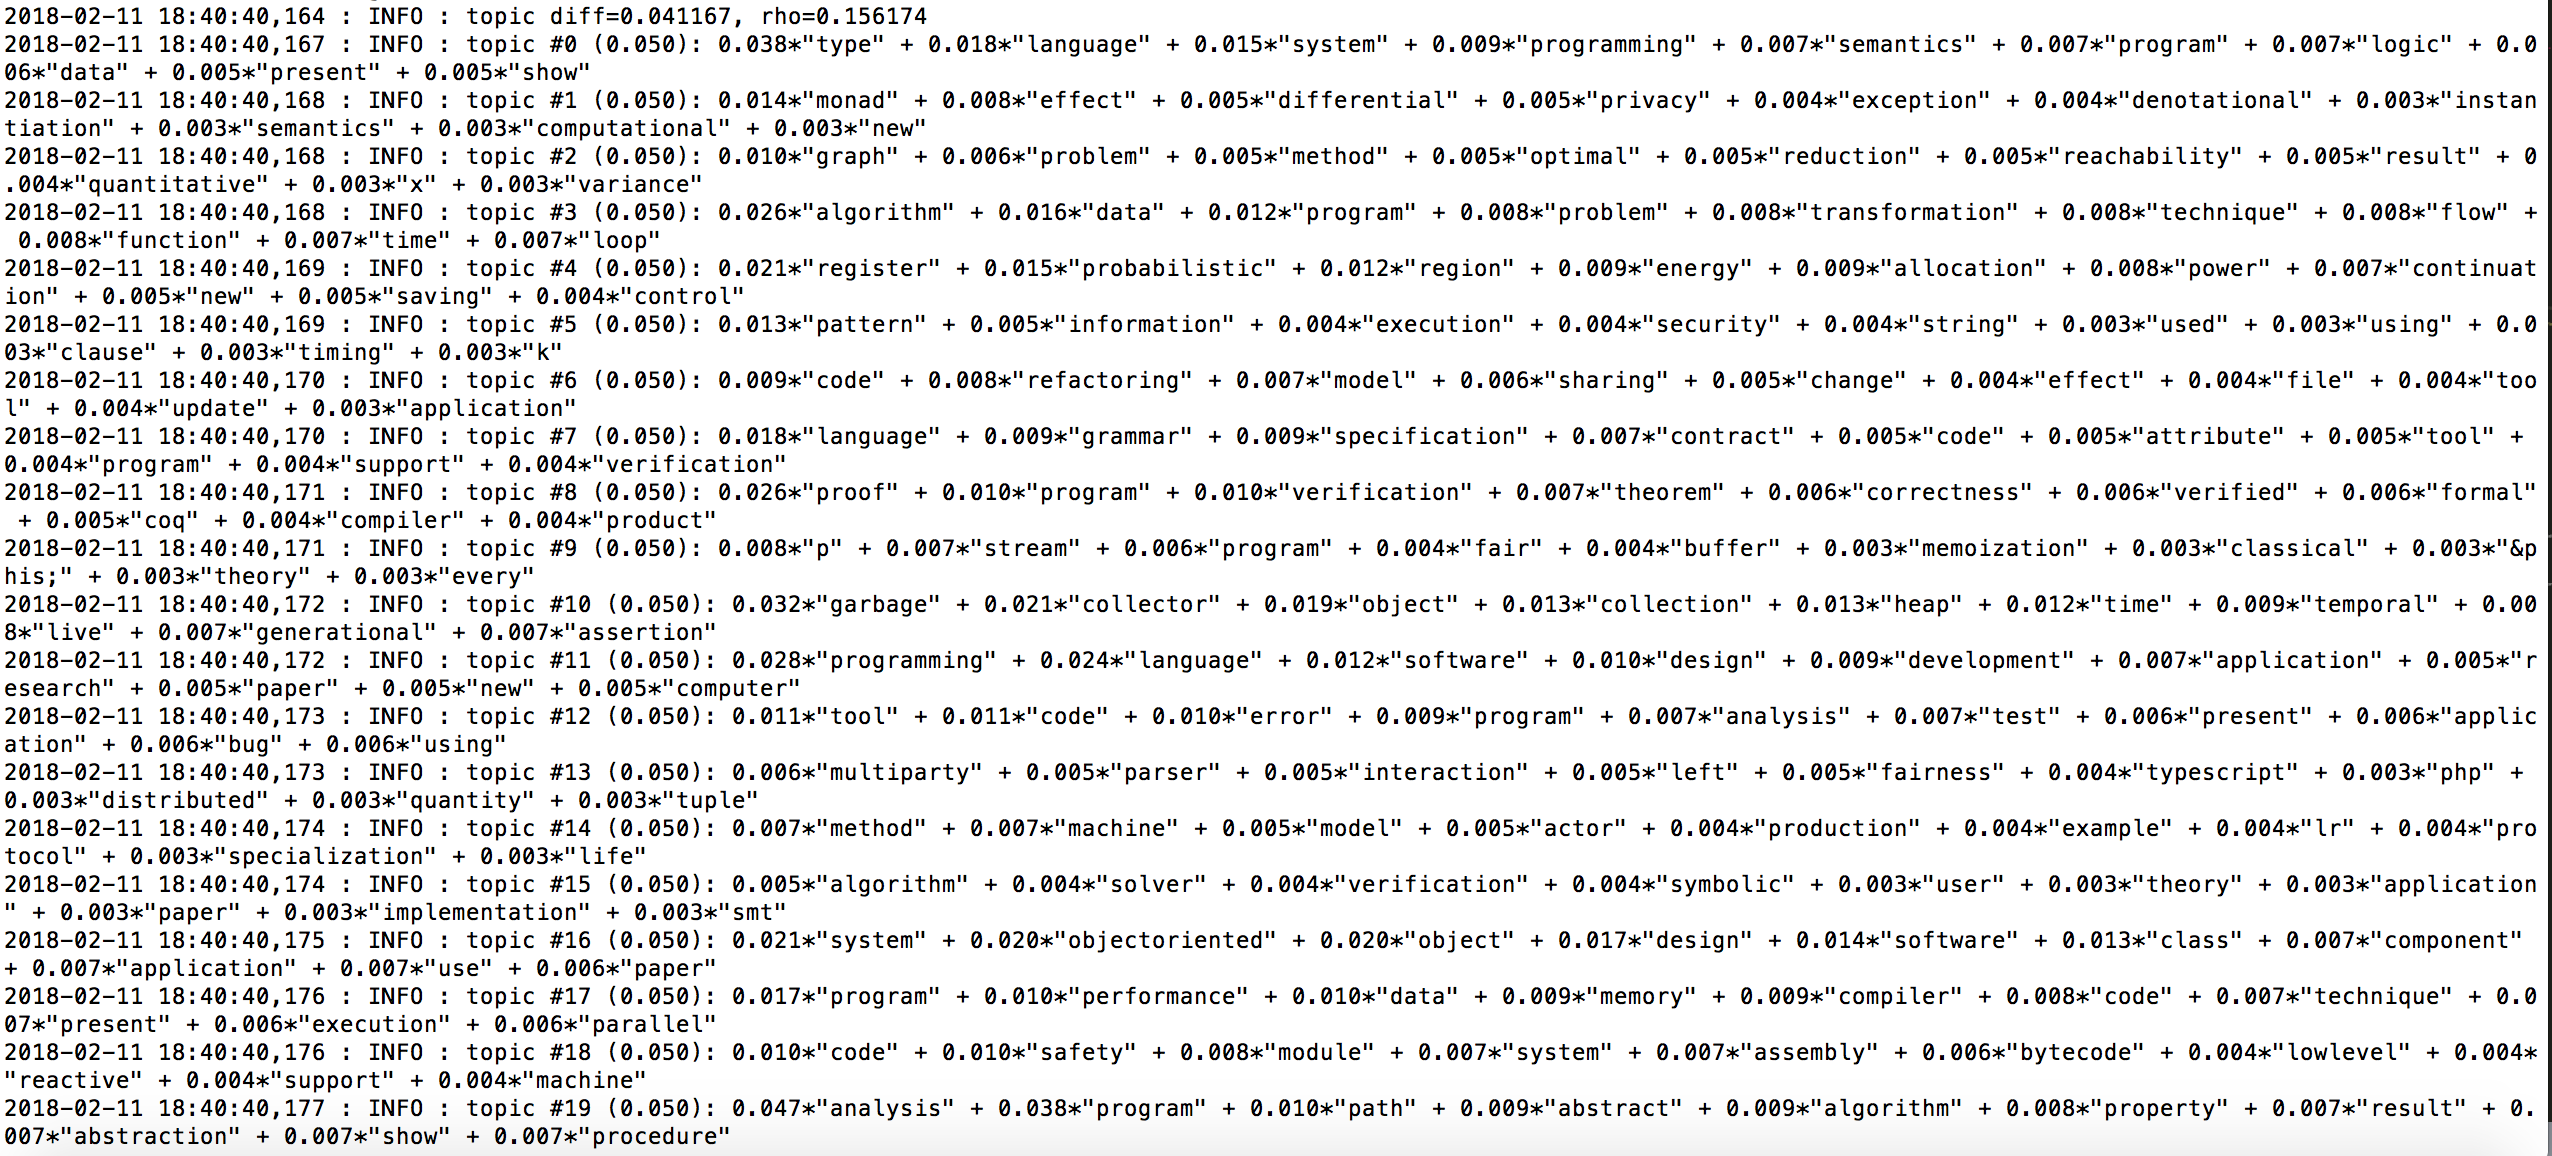 2018-02-11 18:40:40,164 : INFO : topic diff=0.041167, rho=0.156174
2018-02-11 18:40:40,167 : INFO : topic #0 (0.050): 0.038*"type" + 0.018*"language" + 0.015*"system" + 0.009*"programming" + 0.007*"semantics" + 0.007*"program" + 0.007*"logic" + 0.0
06*"data" + 0.005*"present" + 0.005*"show"
2018-02-11 18:40:40,168 : INFO : topic #1 (0.050): 0.014*"monad" + 0.008*"effect" + 0.005*"differential" + 0.005*"privacy" + 0.004*"exception" + 0.004*"denotational" + 0.003*"instan
tiation" + 0.003*"semantics" + 0.003*"computational" + 0.003*"new"
2018-02-11 18:40:40,168 : INFO : topic #2 (0.050): 0.010*"graph" + 0.006*"problem" + 0.005*"method" + 0.005*"optimal" + 0.005*"reduction" + 0.005*"reachability" + 0.005*"result" + 0
.004*"quantitative" + 0.003*"x" + 0.003*"variance"
2018-02-11 18:40:40,168 : INFO : topic #3 (0.050): 0.026*"algorithm" + 0.016*"data" + 0.012*"program" + 0.008*"problem" + 0.008*"transformation" + 0.008*"technique" + 0.008*"flow" +
 0.008*"function" + 0.007*"time" + 0.007*"loop"
2018-02-11 18:40:40,169 : INFO : topic #4 (0.050): 0.021*"register" + 0.015*"probabilistic" + 0.012*"region" + 0.009*"energy" + 0.009*"allocation" + 0.008*"power" + 0.007*"continuat
ion" + 0.005*"new" + 0.005*"saving" + 0.004*"control"
2018-02-11 18:40:40,169 : INFO : topic #5 (0.050): 0.013*"pattern" + 0.005*"information" + 0.004*"execution" + 0.004*"security" + 0.004*"string" + 0.003*"used" + 0.003*"using" + 0.0
03*"clause" + 0.003*"timing" + 0.003*"k"
2018-02-11 18:40:40,170 : INFO : topic #6 (0.050): 0.009*"code" + 0.008*"refactoring" + 0.007*"model" + 0.006*"sharing" + 0.005*"change" + 0.004*"effect" + 0.004*"file" + 0.004*"too
l" + 0.004*"update" + 0.003*"application"
2018-02-11 18:40:40,170 : INFO : topic #7 (0.050): 0.018*"language" + 0.009*"grammar" + 0.009*"specification" + 0.007*"contract" + 0.005*"code" + 0.005*"attribute" + 0.005*"tool" +
0.004*"program" + 0.004*"support" + 0.004*"verification"
2018-02-11 18:40:40,171 : INFO : topic #8 (0.050): 0.026*"proof" + 0.010*"program" + 0.010*"verification" + 0.007*"theorem" + 0.006*"correctness" + 0.006*"verified" + 0.006*"formal"
 + 0.005*"coq" + 0.004*"compiler" + 0.004*"product"
2018-02-11 18:40:40,171 : INFO : topic #9 (0.050): 0.008*"p" + 0.007*"stream" + 0.006*"program" + 0.004*"fair" + 0.004*"buffer" + 0.003*"memoization" + 0.003*"classical" + 0.003*"&p
his;" + 0.003*"theory" + 0.003*"every"
2018-02-11 18:40:40,172 : INFO : topic #10 (0.050): 0.032*"garbage" + 0.021*"collector" + 0.019*"object" + 0.013*"collection" + 0.013*"heap" + 0.012*"time" + 0.009*"temporal" + 0.00
8*"live" + 0.007*"generational" + 0.007*"assertion"
2018-02-11 18:40:40,172 : INFO : topic #11 (0.050): 0.028*"programming" + 0.024*"language" + 0.012*"software" + 0.010*"design" + 0.009*"development" + 0.007*"application" + 0.005*"r
esearch" + 0.005*"paper" + 0.005*"new" + 0.005*"computer"
2018-02-11 18:40:40,173 : INFO : topic #12 (0.050): 0.011*"tool" + 0.011*"code" + 0.010*"error" + 0.009*"program" + 0.007*"analysis" + 0.007*"test" + 0.006*"present" + 0.006*"applic
ation" + 0.006*"bug" + 0.006*"using"
2018-02-11 18:40:40,173 : INFO : topic #13 (0.050): 0.006*"multiparty" + 0.005*"parser" + 0.005*"interaction" + 0.005*"left" + 0.005*"fairness" + 0.004*"typescript" + 0.003*"php" +
0.003*"distributed" + 0.003*"quantity" + 0.003*"tuple"
2018-02-11 18:40:40,174 : INFO : topic #14 (0.050): 0.007*"method" + 0.007*"machine" + 0.005*"model" + 0.005*"actor" + 0.004*"production" + 0.004*"example" + 0.004*"lr" + 0.004*"pro
tocol" + 0.003*"specialization" + 0.003*"life"
2018-02-11 18:40:40,174 : INFO : topic #15 (0.050): 0.005*"algorithm" + 0.004*"solver" + 0.004*"verification" + 0.004*"symbolic" + 0.003*"user" + 0.003*"theory" + 0.003*"application
" + 0.003*"paper" + 0.003*"implementation" + 0.003*"smt"
2018-02-11 18:40:40,175 : INFO : topic #16 (0.050): 0.021*"system" + 0.020*"objectoriented" + 0.020*"object" + 0.017*"design" + 0.014*"software" + 0.013*"class" + 0.007*"component"
+ 0.007*"application" + 0.007*"use" + 0.006*"paper"
2018-02-11 18:40:40,176 : INFO : topic #17 (0.050): 0.017*"program" + 0.010*"performance" + 0.010*"data" + 0.009*"memory" + 0.009*"compiler" + 0.008*"code" + 0.007*"technique" + 0.0
07*"present" + 0.006*"execution" + 0.006*"parallel"
2018-02-11 18:40:40,176 : INFO : topic #18 (0.050): 0.010*"code" + 0.010*"safety" + 0.008*"module" + 0.007*"system" + 0.007*"assembly" + 0.006*"bytecode" + 0.004*"lowlevel" + 0.004*
"reactive" + 0.004*"support" + 0.004*"machine"
2018-02-11 18:40:40,177 : INFO : topic #19 (0.050): 0.047*"analysis" + 0.038*"program" + 0.010*"path" + 0.009*"abstract" + 0.009*"algorithm" + 0.008*"property" + 0.007*"result" + 0.
007*"abstraction" + 0.007*"show" + 0.007*"procedure"